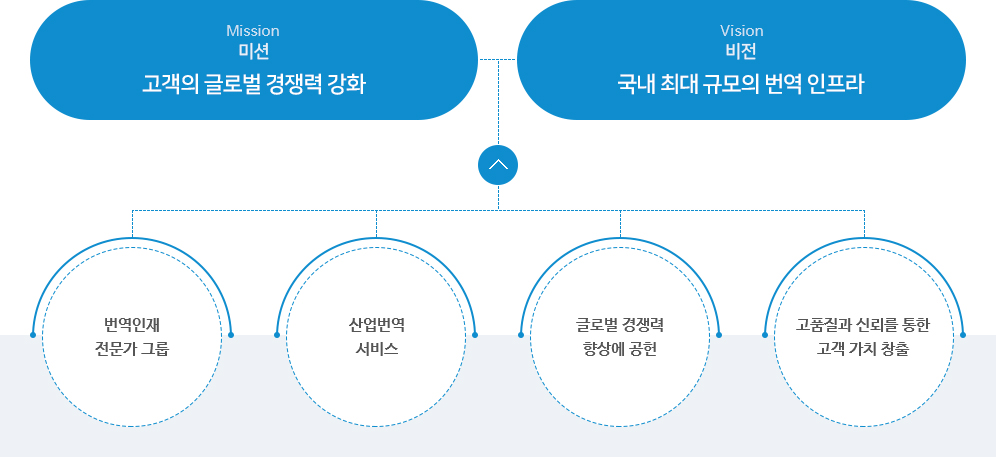 Mission
미션
고객의 글로벌 경쟁력 강화
Vision
비전
국내 최대 규모의 번역 인프라
번역인재
전문가 그룹
산업번역
서비스
글로벌 경쟁력
향상에 공헌
고품질과 신뢰를 통한
고객 가치 창출